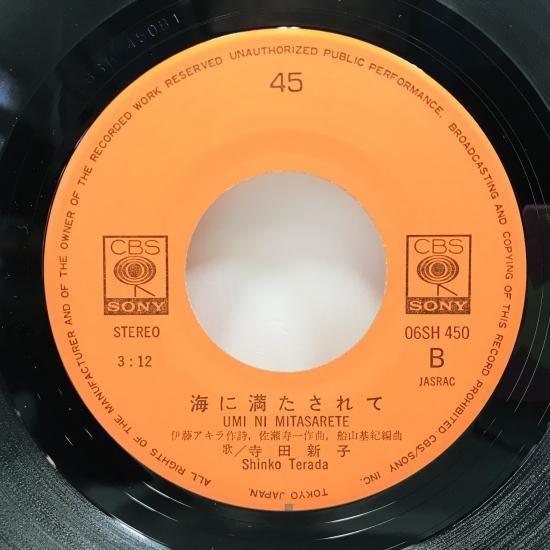 ALL RIGHTS OF THE MANUFACTURER AND OF THE OWNER OF THE RECORDED WORK RESERVED UNAUTHORIZED PUBLIC PERFORMANCE. BROADCASTING AND COPYING OF THIS RECORD PROHIBITED CBS/SONY INC. TOKYO JAPAN.
45
CBS
SONY
CBS
SONY
STEREO
06SH 450
3:12
B
JASRAC
海に満たされて
UMI NI MITASARETE
伊藤アキラ作詩, 佐瀬寿一作曲, 船山基紀編曲
歌／寺田新子
Shinko Terada